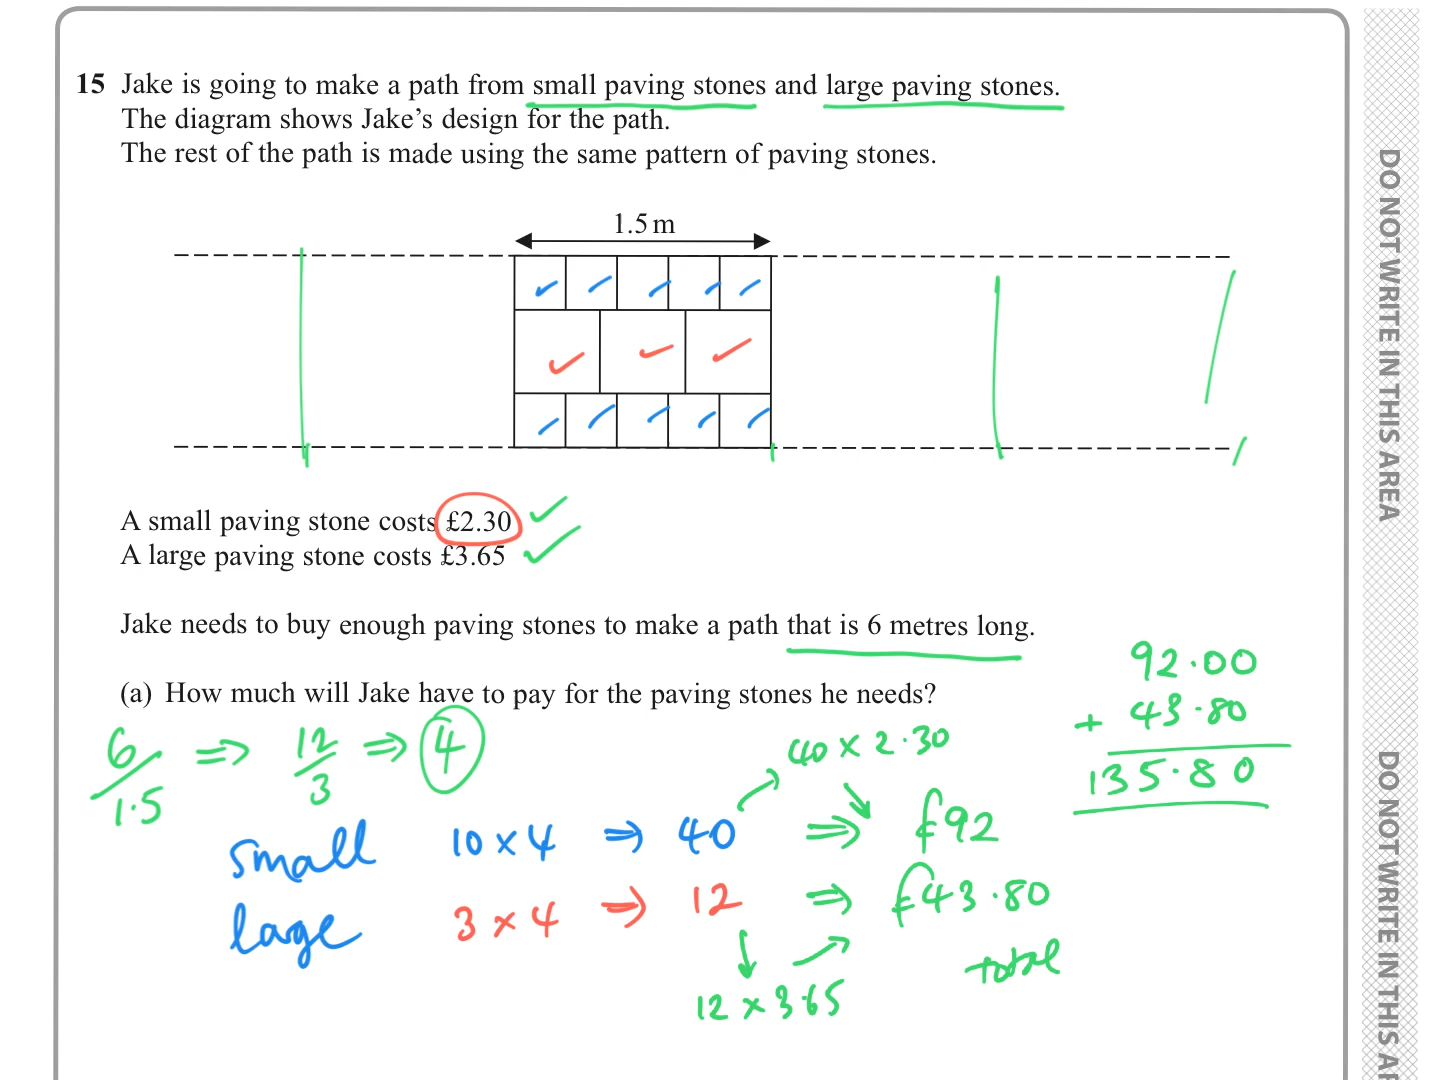 15 Jake is going to make a path from small paving stones and large paving stones.
The diagram shows Jake's design for the path.
The rest of the path is made using the same pattern of paving stones.
1.5 m
A small paving stone costs £2.30
A large paving stone costs £3.65
Jake needs to buy enough paving stones to make a path that is 6 metres long.
(a) How much will Jake have to pay for the paving stones he needs?
6/1.5 ⇒ 12/3 ⇒ 4
40 × 2.30
small 10 × 4 ⇒ 40 ⇒ £92
large 3 × 4 ⇒ 12 ⇒ £43.80
12 × 3.65
total
92.00
+ 43.80
135.80
DO NOT WRITE IN THIS AREA
DO NOT WRITE IN THIS A